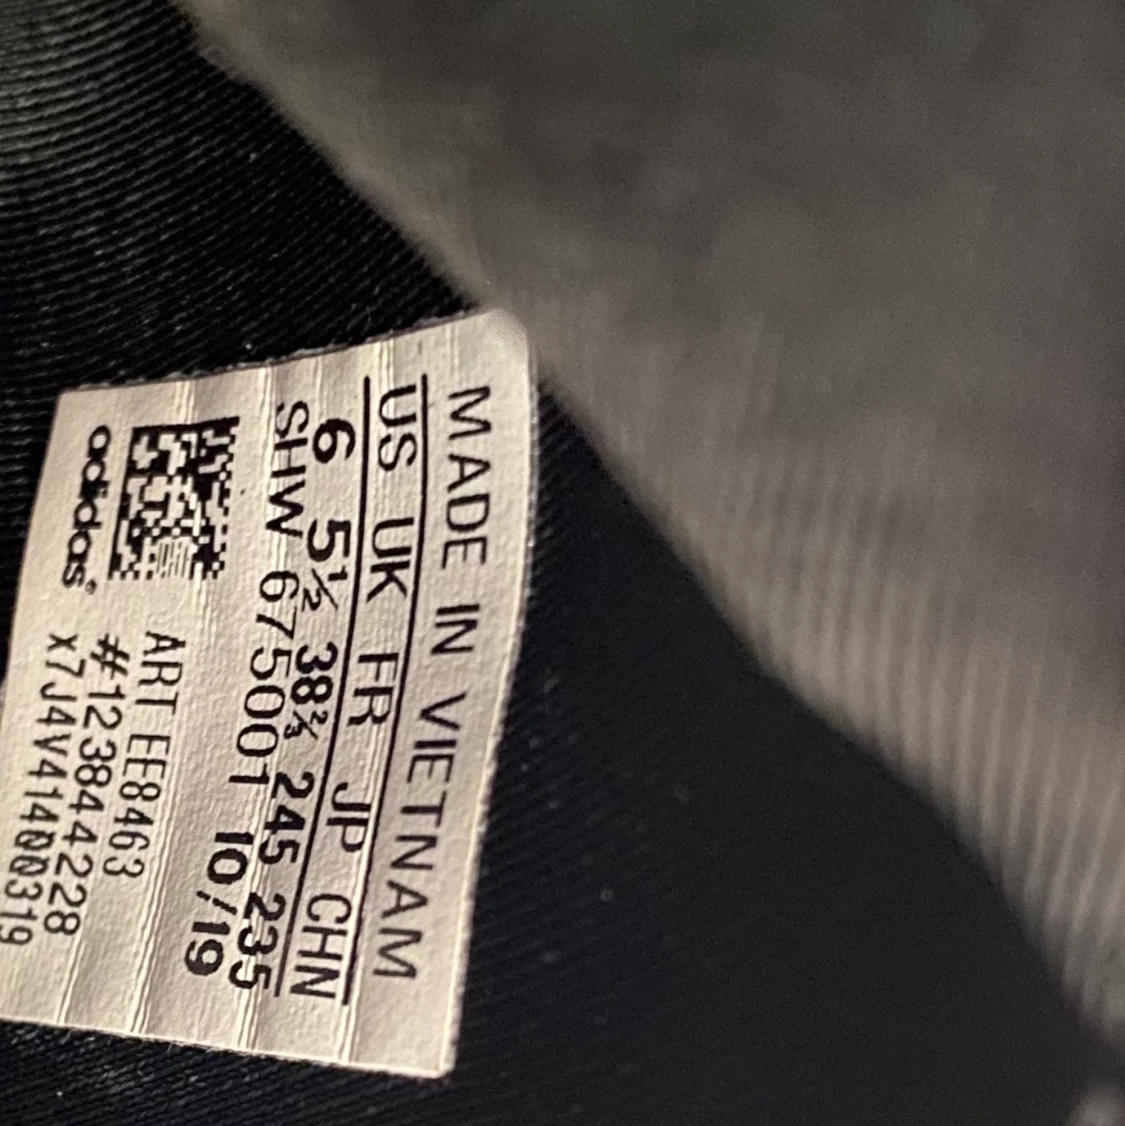 MADE IN VIETNAM
US UK FR JP CHN
6 5½ 38⅔ 245 235
SHW 675001 10/19
adidas®
ART EE8463
#123844228
X7J4V41400319